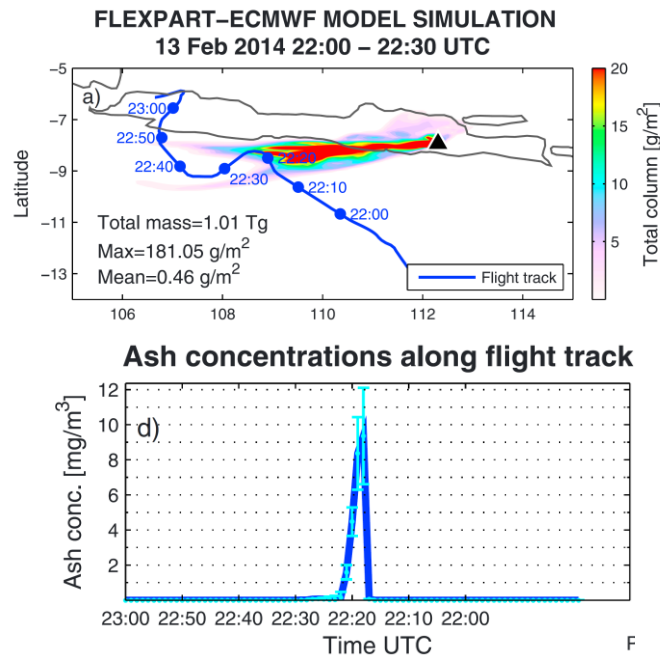 FLEXPART−ECMWF MODEL SIMULATION
13 Feb 2014 22:00 − 22:30 UTC
a)
Latitude
−5
−7
−9
−11
−13
23:00
22:50
22:40
22:30
22:20
22:10
22:00
Total mass=1.01 Tg
Max=181.05 g/m²
Mean=0.46 g/m²
Flight track
106 108 110 112 114
20
15
10
5
Total column [g/m²]
Ash concentrations along flight track
d)
Ash conc. [mg/m³]
12
10
8
6
4
2
23:00 22:50 22:40 22:30 22:20 22:10 22:00
Time UTC